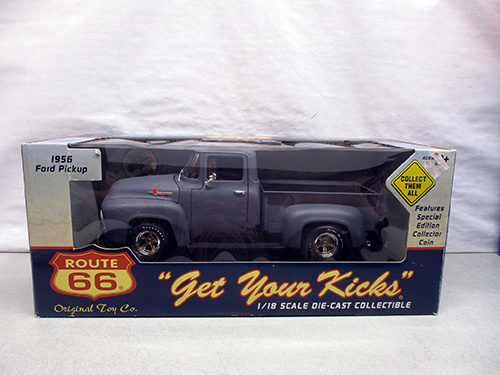 1956
Ford Pickup
AGES
COLLECT
THEM
ALL
Features
Special
Edition
Collector
Coin
ROUTE
66
®
Original Toy Co.
"Get Your Kicks"®
1/18 SCALE DIE-CAST COLLECTIBLE